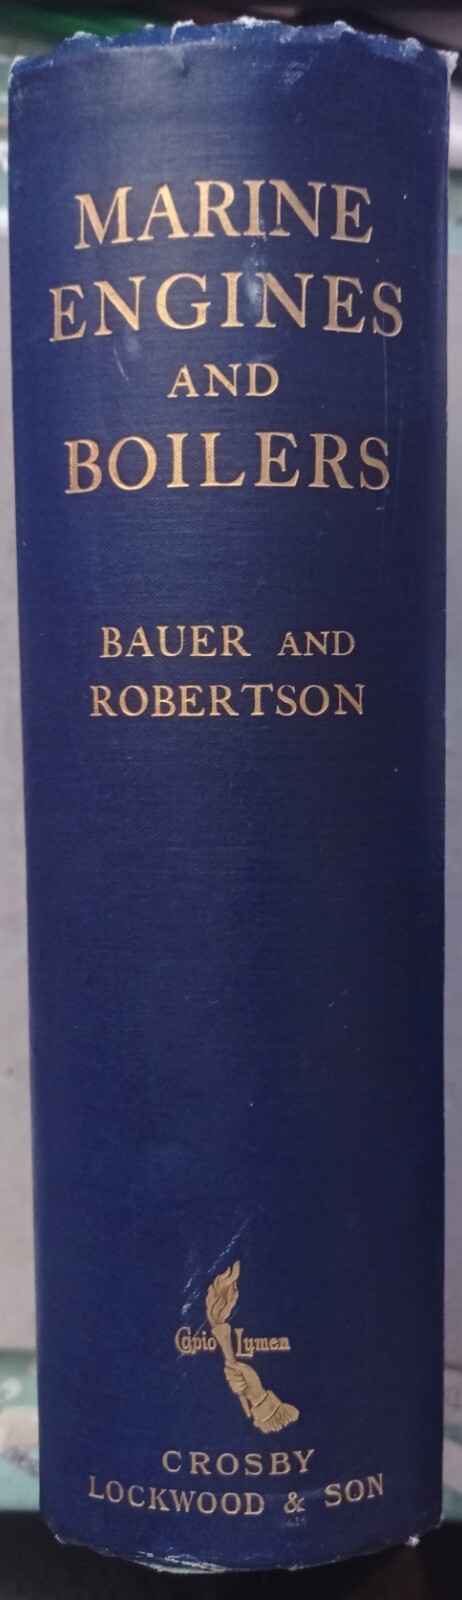 MARINE
ENGINES
AND
BOILERS
BAUER AND
ROBERTSON
Capio Lumen
CROSBY
LOCKWOOD & SON